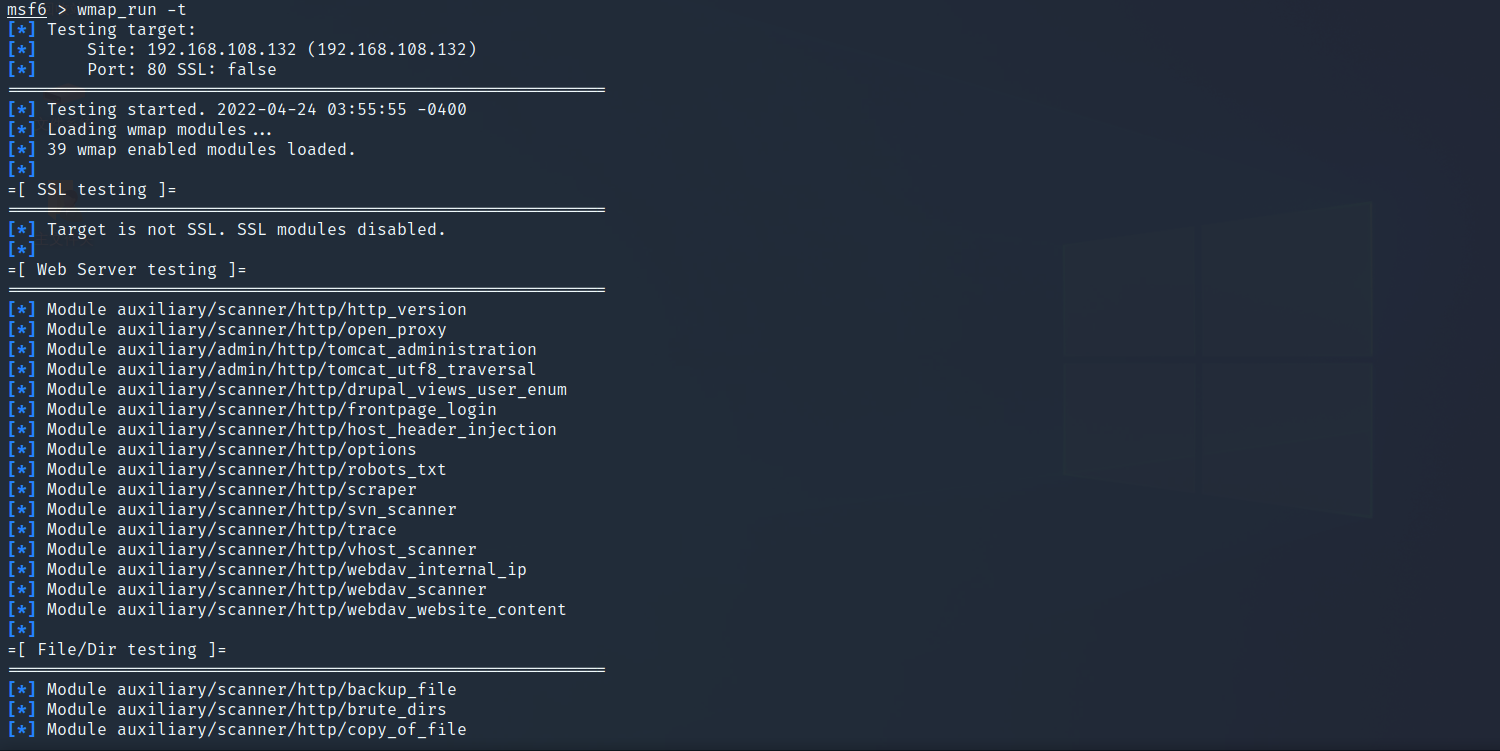 msf6 > wmap_run -t
[*] Testing target:
[*]     Site: 192.168.108.132 (192.168.108.132)
[*]     Port: 80 SSL: false
============================================================
[*] Testing started. 2022-04-24 03:55:55 -0400
[*] Loading wmap modules...
[*] 39 wmap enabled modules loaded.
[*]
=[ SSL testing ]=
============================================================
[*] Target is not SSL. SSL modules disabled.
[*]
=[ Web Server testing ]=
============================================================
[*] Module auxiliary/scanner/http/http_version
[*] Module auxiliary/scanner/http/open_proxy
[*] Module auxiliary/admin/http/tomcat_administration
[*] Module auxiliary/admin/http/tomcat_utf8_traversal
[*] Module auxiliary/scanner/http/drupal_views_user_enum
[*] Module auxiliary/scanner/http/frontpage_login
[*] Module auxiliary/scanner/http/host_header_injection
[*] Module auxiliary/scanner/http/options
[*] Module auxiliary/scanner/http/robots_txt
[*] Module auxiliary/scanner/http/scraper
[*] Module auxiliary/scanner/http/svn_scanner
[*] Module auxiliary/scanner/http/trace
[*] Module auxiliary/scanner/http/vhost_scanner
[*] Module auxiliary/scanner/http/webdav_internal_ip
[*] Module auxiliary/scanner/http/webdav_scanner
[*] Module auxiliary/scanner/http/webdav_website_content
[*]
=[ File/Dir testing ]=
============================================================
[*] Module auxiliary/scanner/http/backup_file
[*] Module auxiliary/scanner/http/brute_dirs
[*] Module auxiliary/scanner/http/copy_of_file